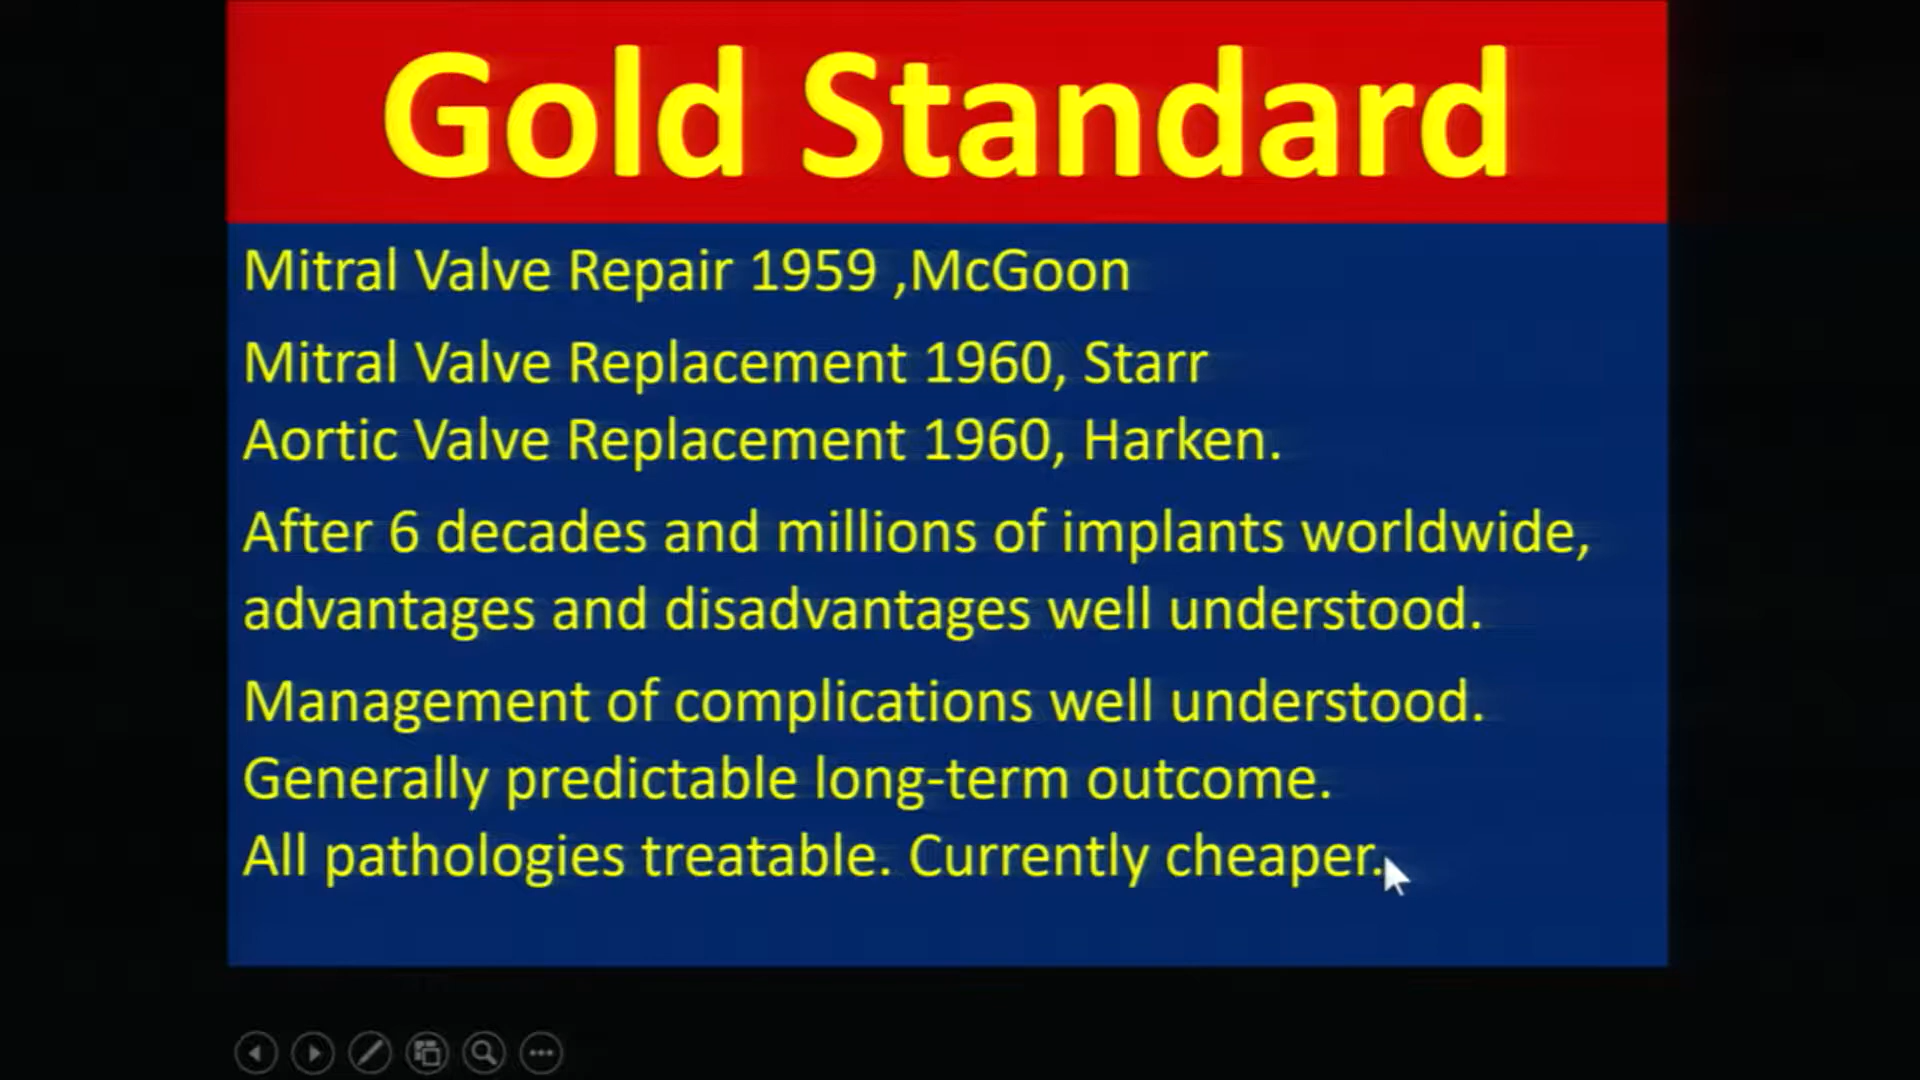 Gold Standard
Mitral Valve Repair 1959 ,McGoon
Mitral Valve Replacement 1960, Starr
Aortic Valve Replacement 1960, Harken.
After 6 decades and millions of implants worldwide,
advantages and disadvantages well understood.
Management of complications well understood.
Generally predictable long-term outcome.
All pathologies treatable. Currently cheaper.